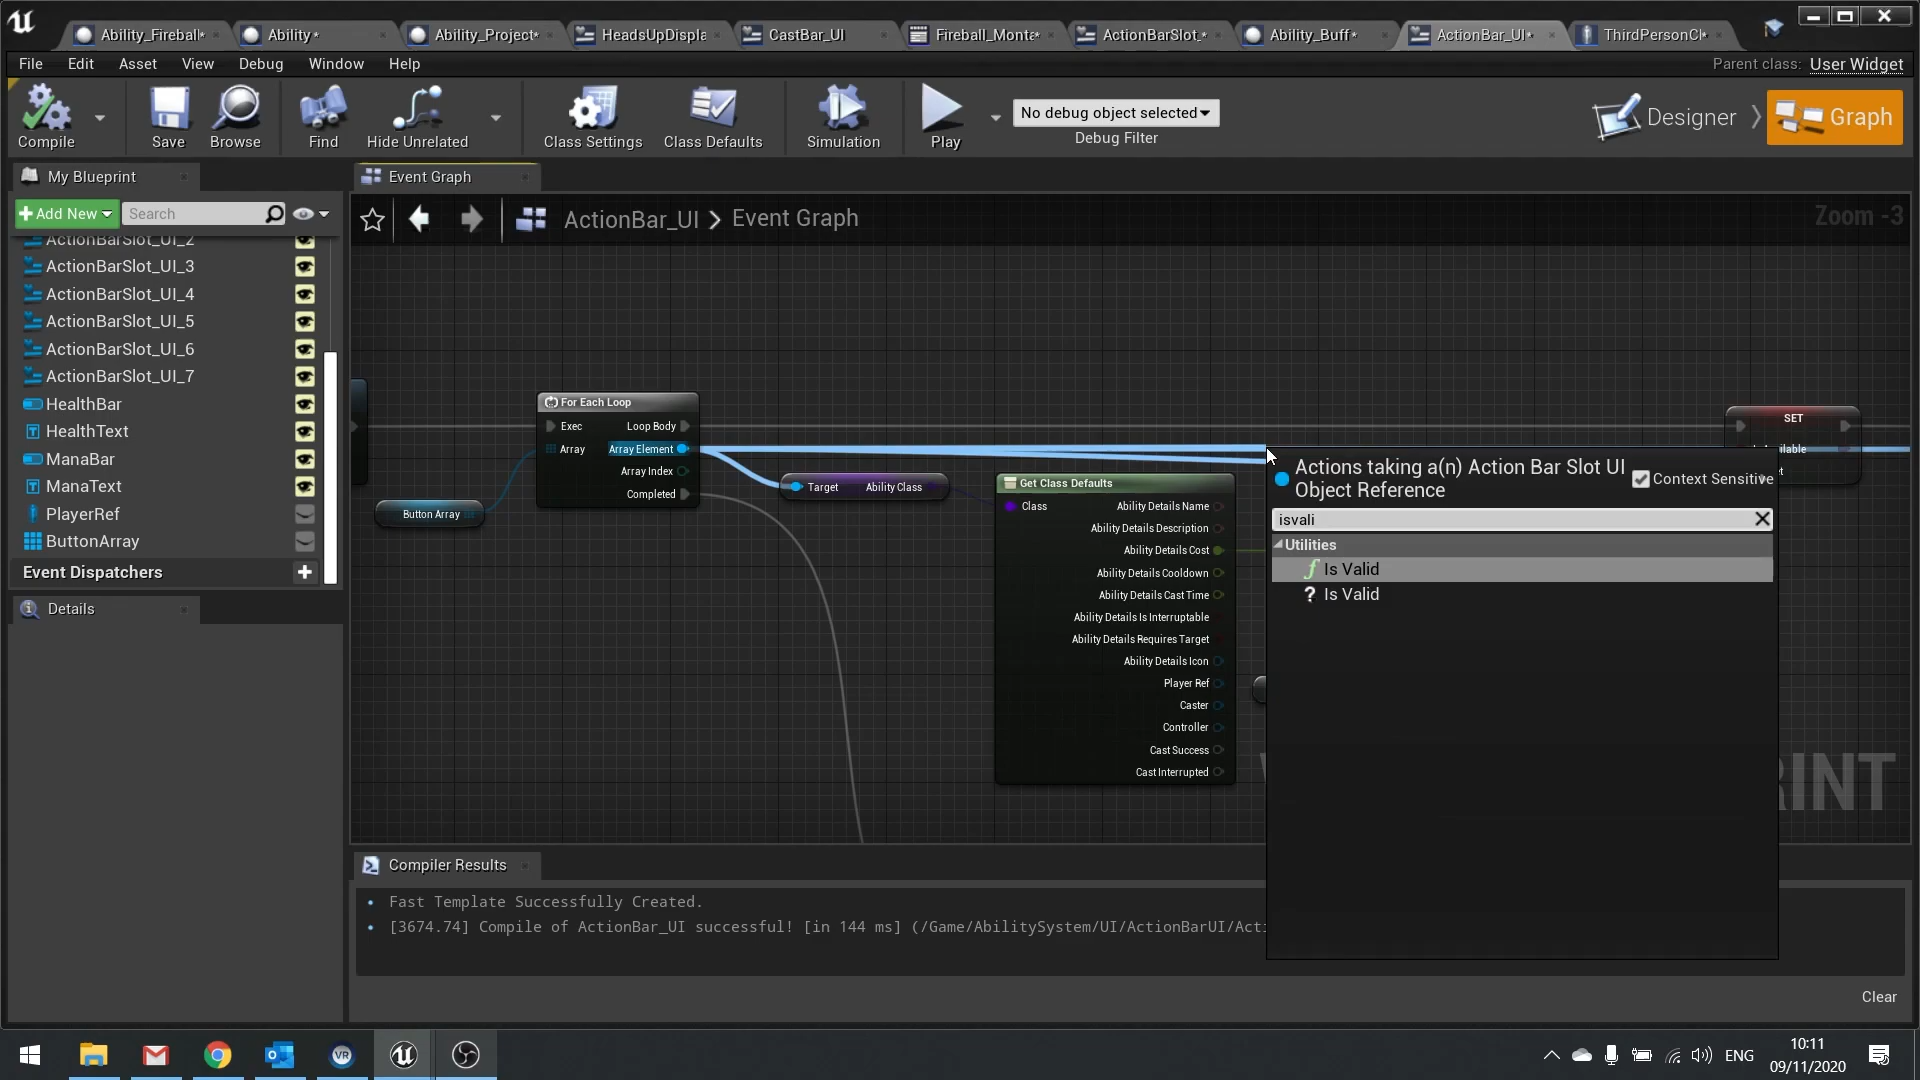 Ability_Fireball*
Ability*
Ability_Project*
HeadsUpDispla
CastBar_UI
Fireball_Monta*
ActionBarSlot_*
Ability_Buff*
ActionBar_UI*
ThirdPersonCl*
File Edit Asset View Debug Window Help
Parent class: User Widget
Compile
Save
Browse
Find
Hide Unrelated
Class Settings
Class Defaults
Simulation
Play
No debug object selected
Debug Filter
Designer
Graph
My Blueprint
Event Graph
+Add New
Search
ActionBar_UI > Event Graph
Zoom -3
ActionBarSlot_UI_2
ActionBarSlot_UI_3
ActionBarSlot_UI_4
ActionBarSlot_UI_5
ActionBarSlot_UI_6
ActionBarSlot_UI_7
HealthBar
HealthText
ManaBar
ManaText
PlayerRef
ButtonArray
Event Dispatchers
Details
For Each Loop
Exec Loop Body
Array Array Element
Array Index
Completed
Button Array
Target Ability Class
Get Class Defaults
Class Ability Details Name
Ability Details Description
Ability Details Cost
Ability Details Cooldown
Ability Details Cast Time
Ability Details Is Interruptable
Ability Details Requires Target
Ability Details Icon
Player Ref
Caster
Controller
Cast Success
Cast Interrupted
SET
Actions taking a(n) Action Bar Slot UI
Object Reference
Context Sensitive
isvali
Utilities
Is Valid
Is Valid
Compiler Results
Fast Template Successfully Created.
[3674.74] Compile of ActionBar_UI successful! [in 144 ms] (/Game/AbilitySystem/UI/ActionBarUI/Acti
Clear
ENG
10:11
09/11/2020